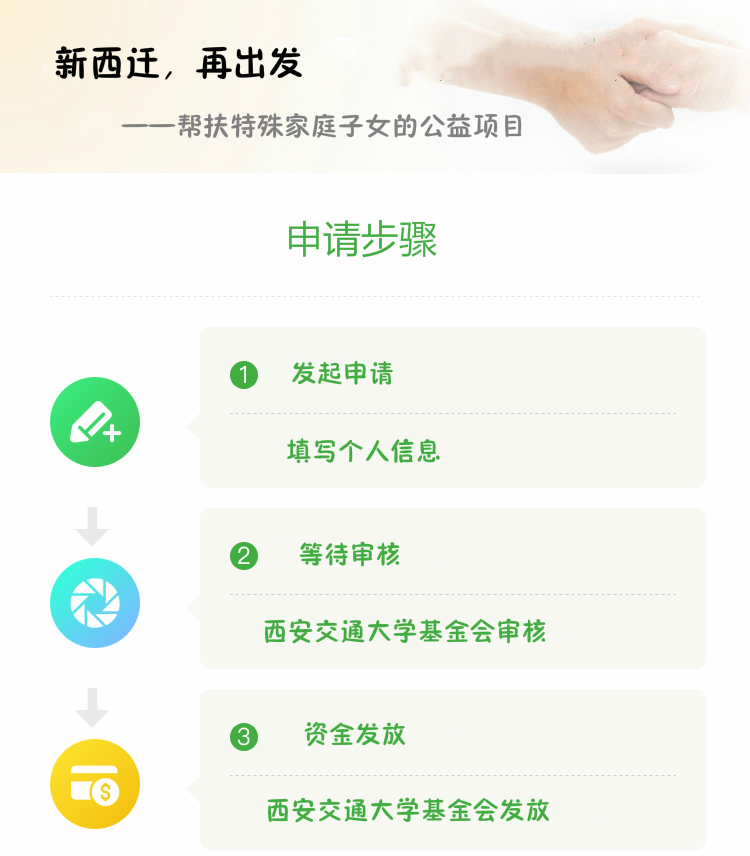 新西迁，再出发
——帮扶特殊家庭子女的公益项目
申请步骤
1 发起申请
填写个人信息
2 等待审核
西安交通大学基金会审核
3 资金发放
$
西安交通大学基金会发放